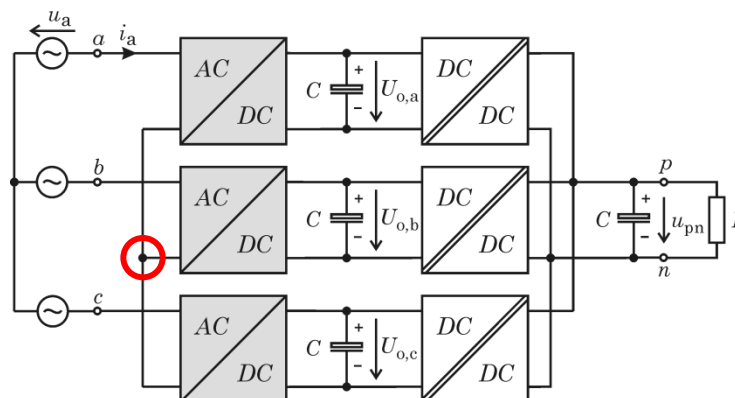 u_a
a i_a
AC DC C + − U_o,a DC DC
b p
AC DC C + − U_o,b DC DC C + − u_pn
n
c
AC DC C + − U_o,c DC DC